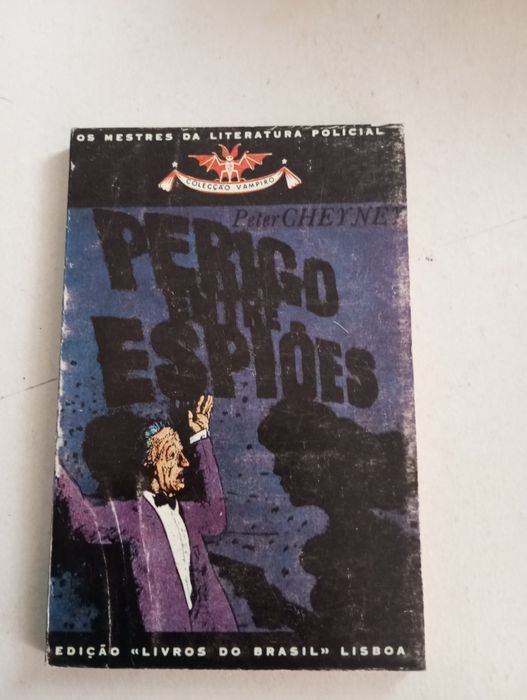 OS MESTRES DA LITERATURA POLICIAL
COLECÇÃO VAMPIRO
Peter CHEYNEY
PERIGO
ENTRE
ESPIÕES
EDIÇÃO «LIVROS DO BRASIL» LISBOA